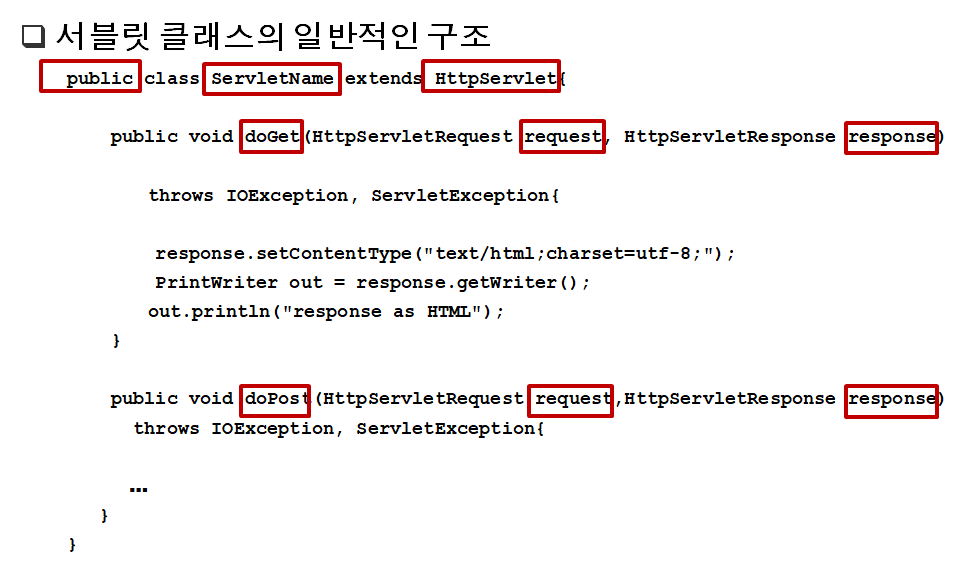 ❑ 서블릿 클래스의 일반적인 구조
public class ServletName extends HttpServlet{
public void doGet(HttpServletRequest request, HttpServletResponse response)
throws IOException, ServletException{
response.setContentType("text/html;charset=utf-8;");
PrintWriter out = response.getWriter();
out.println("response as HTML");
}
public void doPost(HttpServletRequest request,HttpServletResponse response)
throws IOException, ServletException{
…
}
}